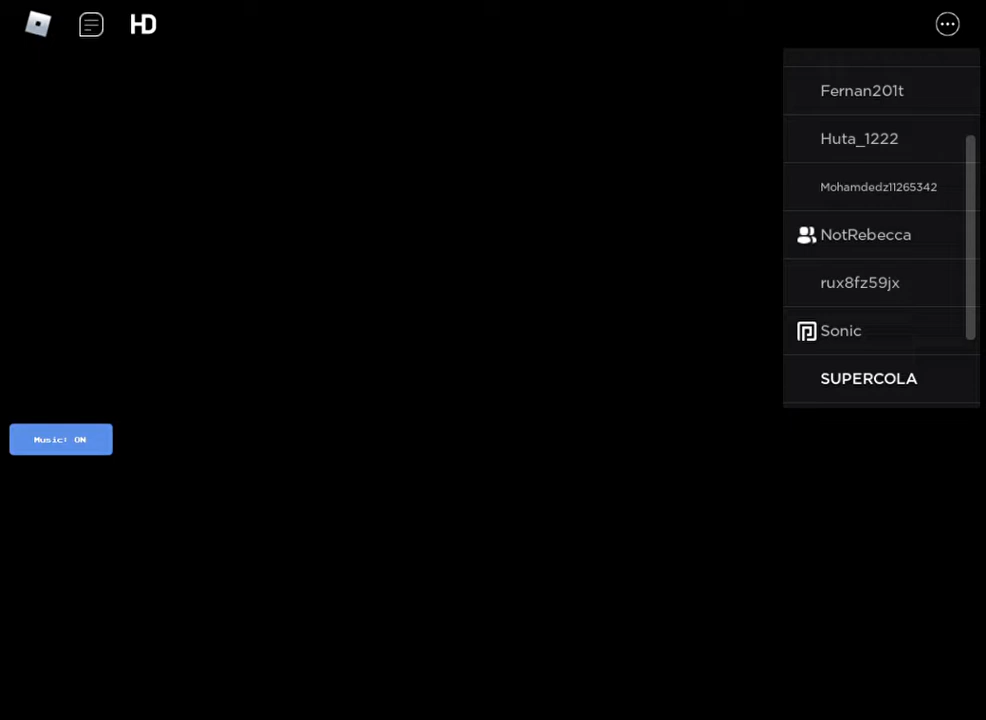 HD
Fernan201t
Huta_1222
Mohamdedz11265342
NotRebecca
rux8fz59jx
Sonic
SUPERCOLA
Music: ON